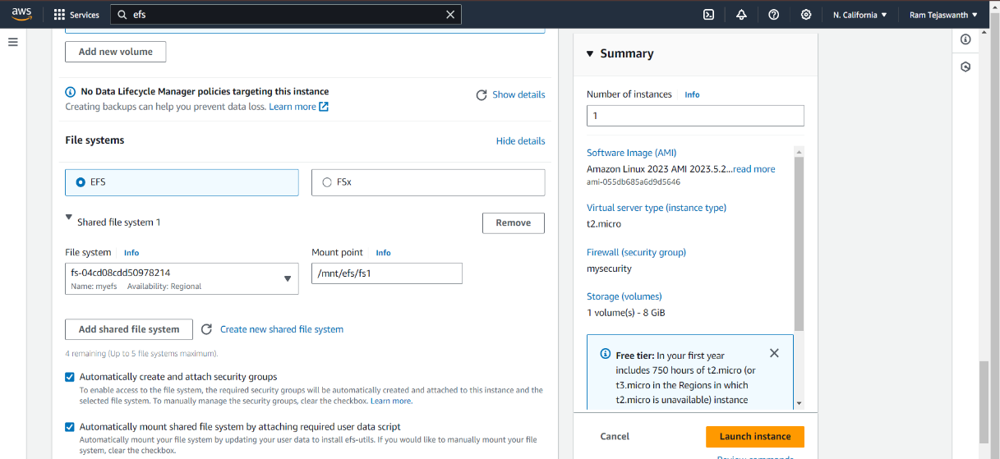 aws
Services
efs
N. California
Ram Tejaswanth
Add new volume
No Data Lifecycle Manager policies targeting this instance
Creating backups can help you prevent data loss. Learn more
Show details
File systems
Hide details
EFS
FSx
Shared file system 1
Remove
File system Info
Mount point Info
fs-04cd08cdd50978214
Name: myefs Availability: Regional
/mnt/efs/fs1
Add shared file system
Create new shared file system
4 remaining (Up to 5 file systems maximum).
Automatically create and attach security groups
To enable access to the file system, the required security groups will be automatically created and attached to this instance and the
selected file system. To manually manage the security groups, clear the checkbox. Learn more.
Automatically mount shared file system by attaching required user data script
Automatically mount your file system by updating your user data to install efs-utils. If you would like to manually mount your file
system, clear the checkbox.
Summary
Number of instances Info
1
Software Image (AMI)
Amazon Linux 2023 AMI 2023.5.2...read more
ami-055db685a6d9d5646
Virtual server type (instance type)
t2.micro
Firewall (security group)
mysecurity
Storage (volumes)
1 volume(s) - 8 GiB
Free tier: In your first year
includes 750 hours of t2.micro (or
t3.micro in the Regions in which
t2.micro is unavailable) instance
Cancel
Launch instance
Review commands